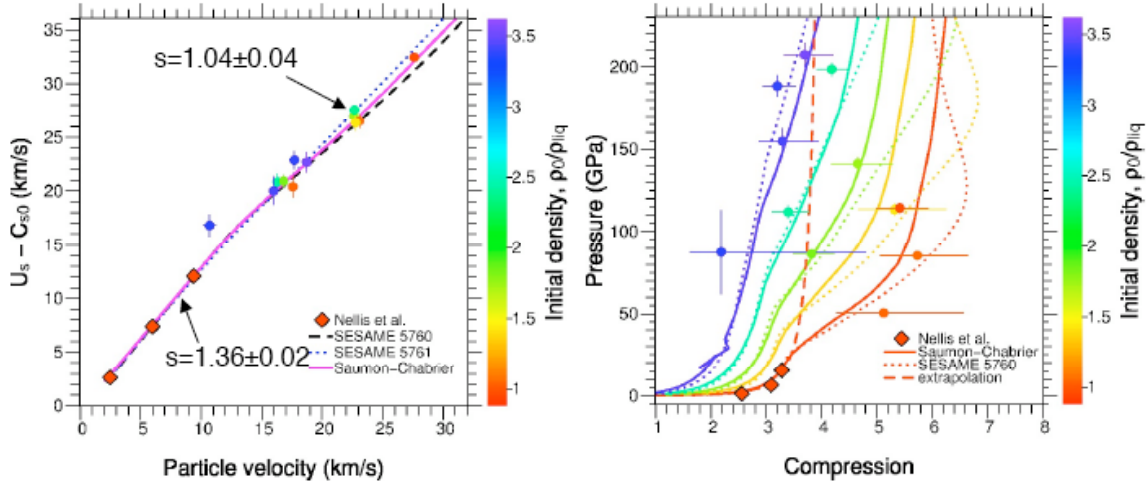 35
30
25
20
15
10
5
0
0
5
10
15
20
25
30
U_s − C_s0 (km/s)
Particle velocity (km/s)
s=1.04±0.04
s=1.36±0.02
Nellis et al.
SESAME 5760
SESAME 5761
Saumon−Chabrier
3.5
3
2.5
2
1.5
1
Initial density, ρ0/ρliq
200
150
100
50
0
1
2
3
4
5
6
7
8
Pressure (GPa)
Compression
Nellis et al.
Saumon−Chabrier
SESAME 5760
extrapolation
3.5
3
2.5
2
1.5
1
Initial density, ρ0/ρliq